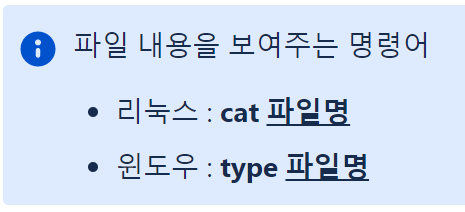 파일 내용을 보여주는 명령어
리눅스 : cat 파일명
윈도우 : type 파일명